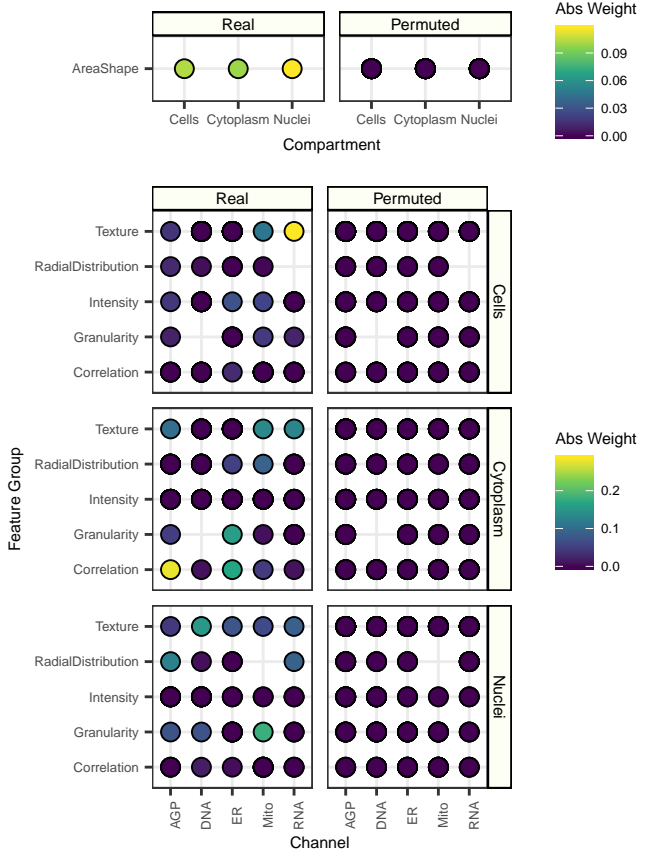 Real Permuted
AreaShape
Cells Cytoplasm Nuclei Cells Cytoplasm Nuclei
Compartment
Abs Weight
0.09
0.06
0.03
0.00
Real Permuted
Feature Group
Texture
RadialDistribution
Intensity
Granularity
Correlation
Cells
Texture
RadialDistribution
Intensity
Granularity
Correlation
Cytoplasm
Texture
RadialDistribution
Intensity
Granularity
Correlation
Nuclei
AGP DNA ER Mito RNA AGP DNA ER Mito RNA
Channel
Abs Weight
0.2
0.1
0.0